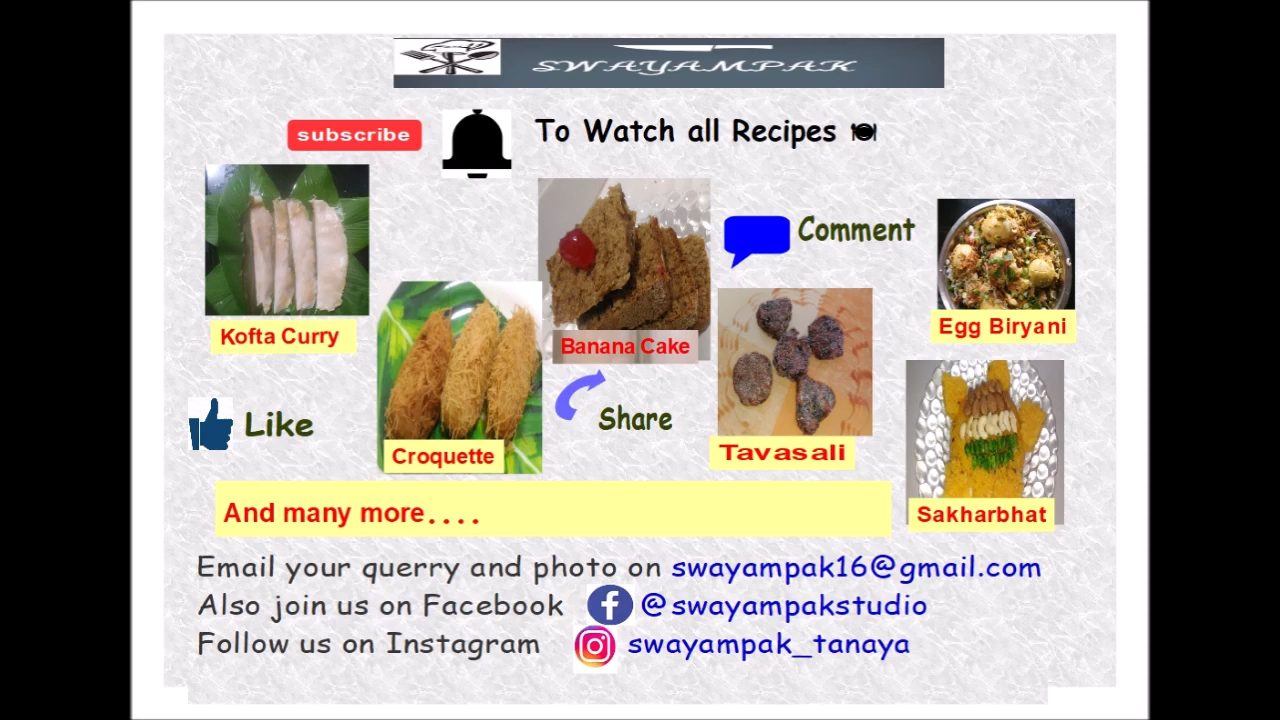 SWAYAMPAK
subscribe
To Watch all Recipes
Comment
Kofta Curry
Egg Biryani
Banana Cake
Like
Share
Croquette
Tavasali
Sakharbhat
And many more....
Email your querry and photo on swayampak16@gmail.com
Also join us on Facebook @swayampakstudio
Follow us on Instagram swayampak_tanaya